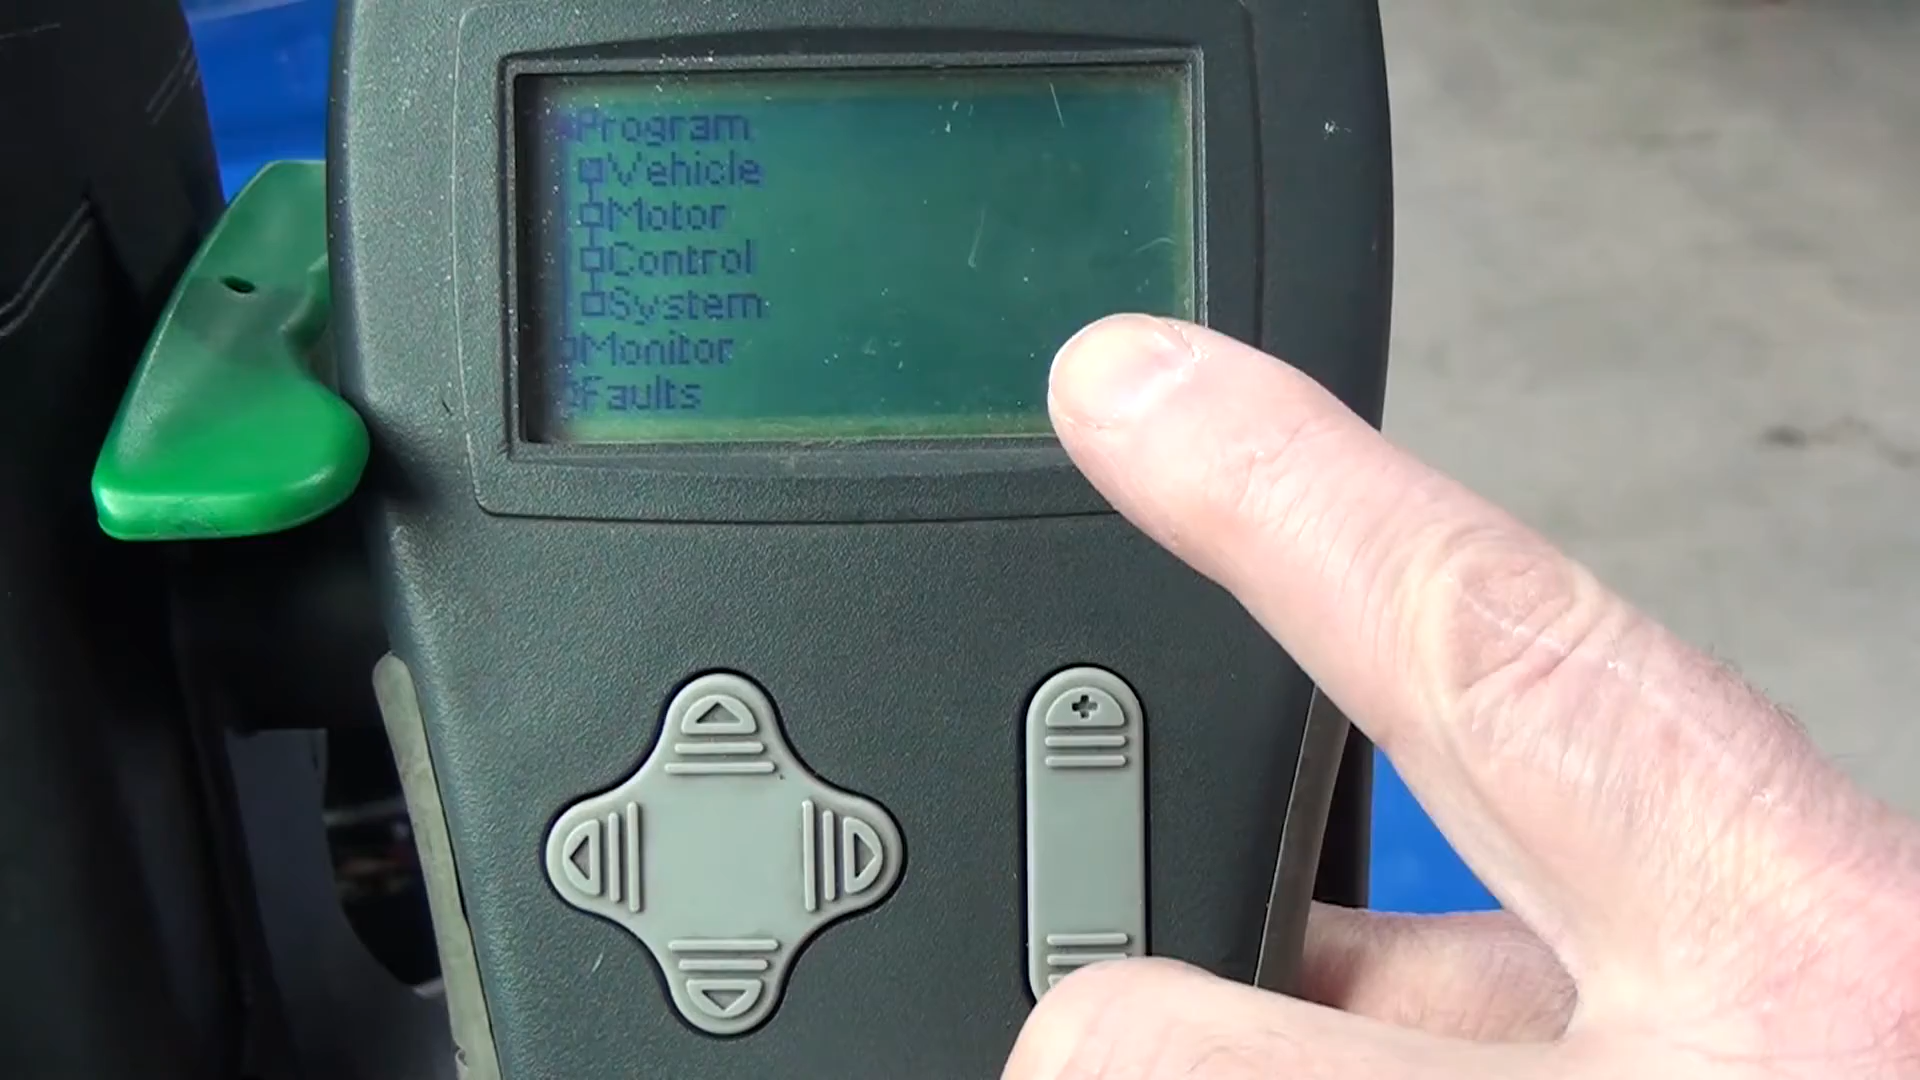 Program
Vehicle
Motor
Control
System
Monitor
Faults
+